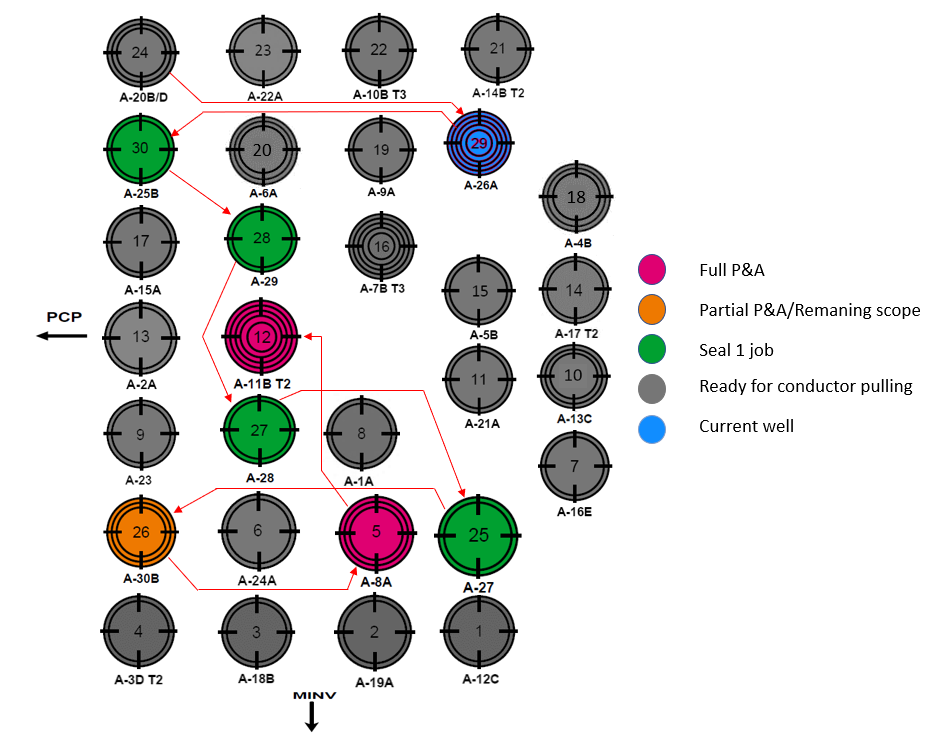 24
23
22
21
A-20B/D
A-22A
A-10B T3
A-14B T2
30
20
19
29
A-25B
A-6A
A-9A
A-26A
18
A-4B
17
28
16
A-15A
A-29
A-7B T3
15
14
A-5B
A-17 T2
Full P&A
Partial P&A/Remaning scope
Seal 1 job
Ready for conductor pulling
Current well
PCP
13
12
A-2A
A-11B T2
11
10
A-21A
A-13C
9
27
8
A-23
A-28
A-1A
7
A-16E
26
6
5
25
A-30B
A-24A
A-8A
A-27
4
3
2
1
A-3D T2
A-18B
A-19A
A-12C
MINV